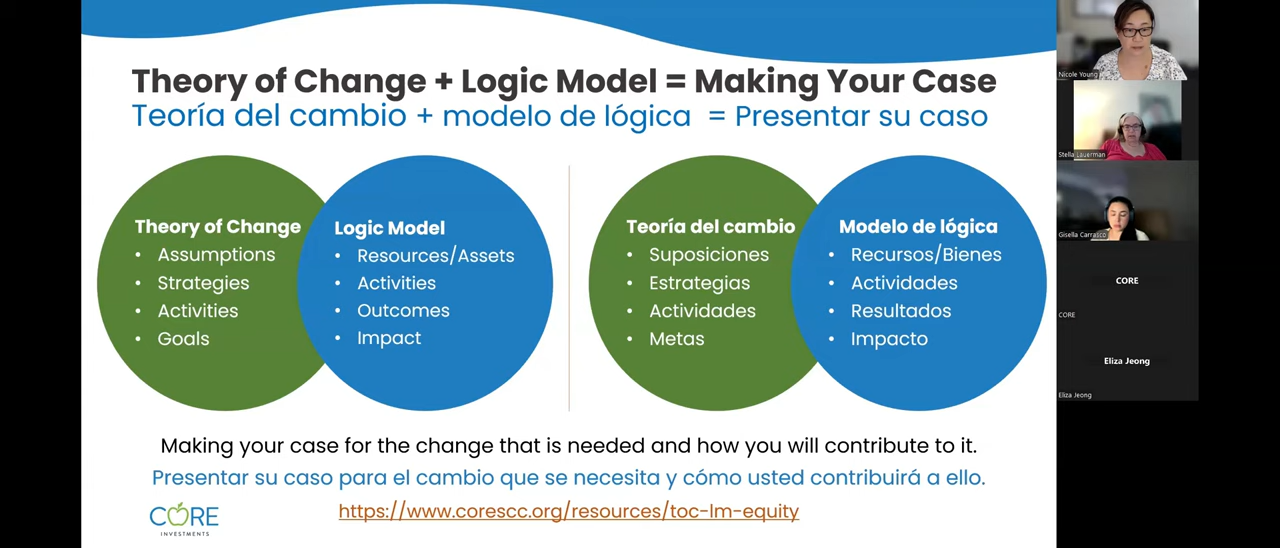 Theory of Change + Logic Model = Making Your Case
Teoría del cambio + modelo de lógica = Presentar su caso
Theory of Change
• Assumptions
• Strategies
• Activities
• Goals
Logic Model
• Resources/Assets
• Activities
• Outcomes
• Impact
Teoría del cambio
• Suposiciones
• Estrategias
• Actividades
• Metas
Modelo de lógica
• Recursos/Bienes
• Actividades
• Resultados
• Impacto
Making your case for the change that is needed and how you will contribute to it.
Presentar su caso para el cambio que se necesita y cómo usted contribuirá a ello.
https://www.corescc.org/resources/toc-lm-equity
CORE
INVESTMENTS
Nicole Young
Stella Lauerman
Gisella Carrasco
CORE
CORE
Eliza Jeong
Eliza Jeong